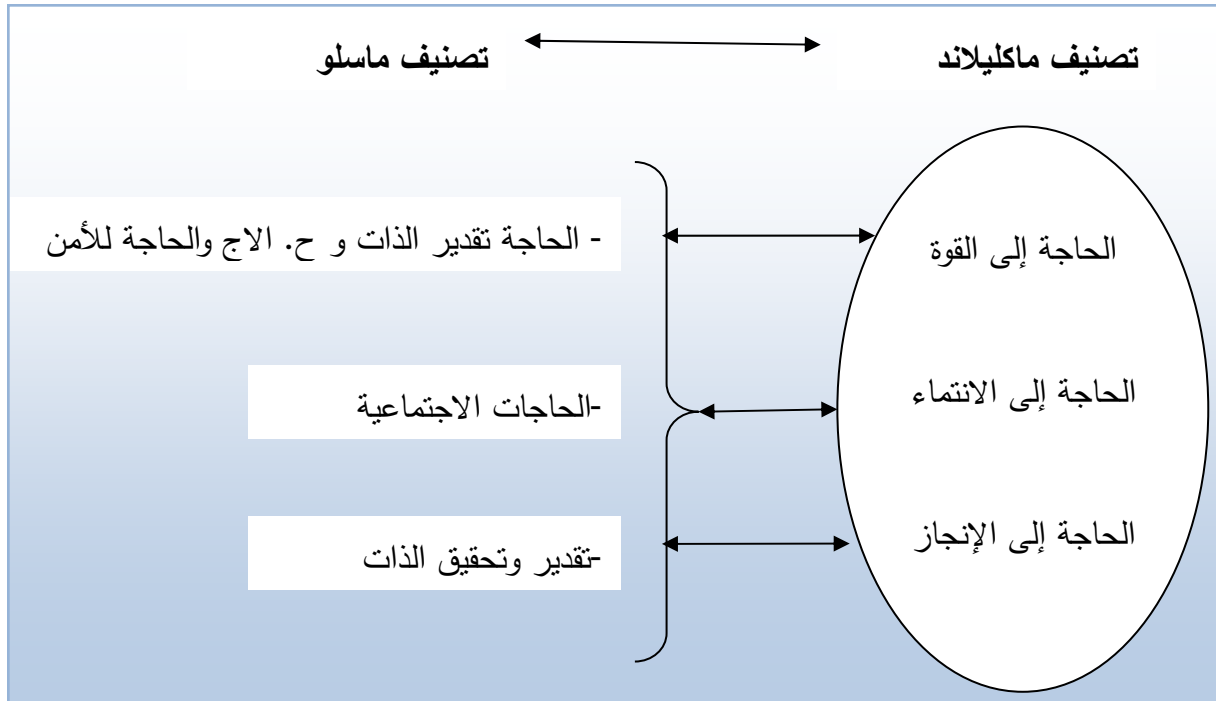 تصنيف ماكليلاند
تصنيف ماسلو
الحاجة إلى القوة
- الحاجة تقدير الذات و ح. الاج والحاجة للأمن
الحاجة إلى الانتماء
-الحاجات الاجتماعية
الحاجة إلى الإنجاز
-تقدير وتحقيق الذات